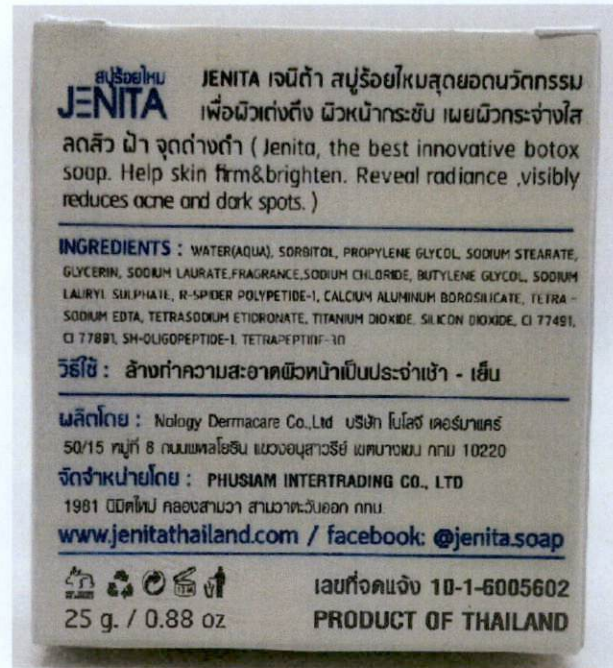 สบู่ร้อยไหม
JENITA
JENITA เจนิต้า สบู่ร้อยไหมสุดยอดนวัตกรรม
เพื่อผิวเต่งตึง ผิวหน้ากระชับ เผยผิวกระจ่างใส
ลดสิว ฝ้า จุดด่างดำ ( Jenita, the best innovative botox
soap. Help skin firm&brighten. Reveal radiance ,visibly
reduces acne and dark spots. )
INGREDIENTS : WATER(AQUA), SORBITOL, PROPYLENE GLYCOL, SODIUM STEARATE,
GLYCERIN, SODIUM LAURATE,FRAGRANCE,SODIUM CHLORIDE, BUTYLENE GLYCOL, SODIUM
LAURYL SULPHATE, R-SPIDER POLYPETIDE-1, CALCIUM ALUMINUM BOROSILICATE, TETRA -
SODIUM EDTA, TETRASODIUM ETIDRONATE, TITANIUM DIOXIDE, SILICON DIOXIDE, CI 77491,
CI 77891, SH-OLIGOPEPTIDE-1, TETRAPEPTIDE-30
วิธีใช้ : ล้างทำความสะอาดผิวหน้าเป็นประจำเช้า - เย็น
ผลิตโดย : Nology Dermacare Co.,Ltd บริษัท โนโลจี เดอร์มาแคร์
50/15 หมู่ที่ 8 ถนนพหลโยธิน แขวงอนุสาวรีย์ เขตบางเขน กทม 10220
จัดจำหน่ายโดย : PHUSIAM INTERTRADING CO., LTD
1981 นิมิตใหม่ คลองสามวา สามวาตะวันออก กทม.
www.jenitathailand.com / facebook: @jenita.soap
เลขที่จดแจ้ง 10-1-6005602
25 g. / 0.88 oz PRODUCT OF THAILAND